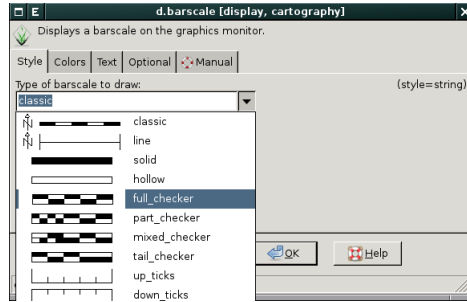 d.barscale [display, cartography]
Displays a barscale on the graphics monitor.
Style Colors Text Optional Manual
Type of barscale to draw: (style=string)
classic
N classic
N line
solid
hollow
full_checker
part_checker
mixed_checker
tail_checker
OK Help
up_ticks
down_ticks